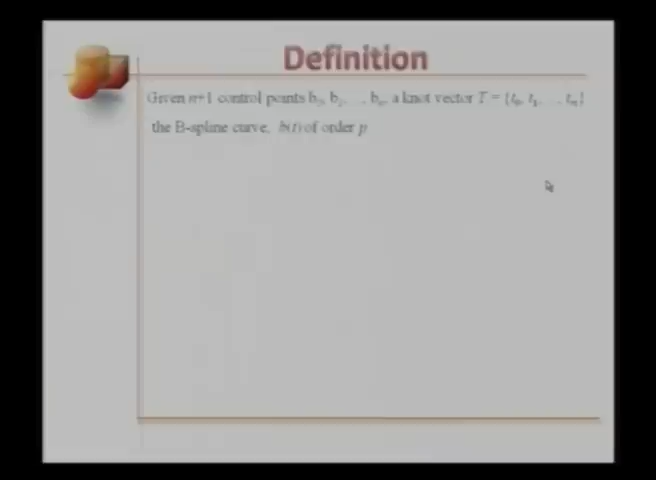 Definition
Given n+1 control points b₀, b₁, … bₙ, a knot vector T = {t₀, t₁, …, tₘ}
the B-spline curve, b(t) of order p